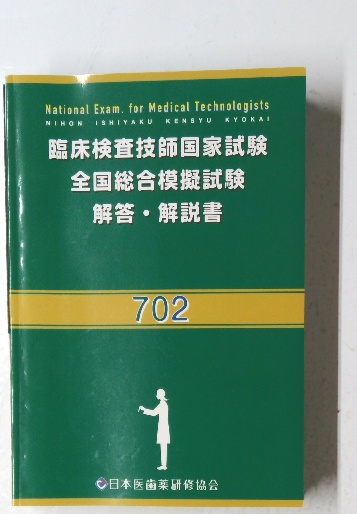 National Exam. for Medical Technologists
NIHON ISHIYAKU KENSYU KYOKAI
臨床検査技師国家試験
全国総合模擬試験
解答・解説書
702
日本医歯薬研修協会